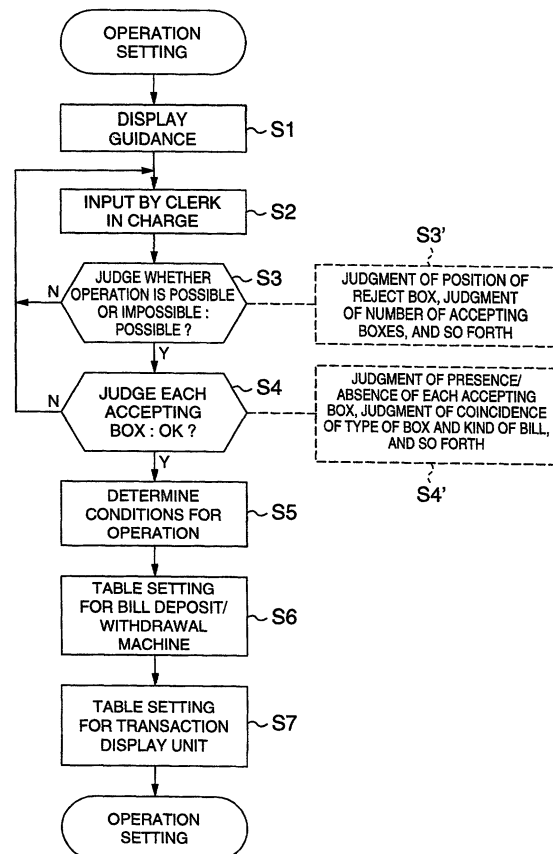 OPERATION
SETTING
DISPLAY
GUIDANCE
S1
INPUT BY CLERK
IN CHARGE
S2
JUDGE WHETHER
OPERATION IS POSSIBLE
OR IMPOSSIBLE :
POSSIBLE ?
S3
N
Y
S3'
JUDGMENT OF POSITION OF
REJECT BOX, JUDGMENT
OF NUMBER OF ACCEPTING
BOXES, AND SO FORTH
JUDGE EACH
ACCEPTING
BOX : OK ?
S4
N
Y
JUDGMENT OF PRESENCE/
ABSENCE OF EACH ACCEPTING
BOX, JUDGMENT OF COINCIDENCE
OF TYPE OF BOX AND KIND OF BILL,
AND SO FORTH
S4'
DETERMINE
CONDITIONS FOR
OPERATION
S5
TABLE SETTING
FOR BILL DEPOSIT/
WITHDRAWAL
MACHINE
S6
TABLE SETTING
FOR TRANSACTION
DISPLAY UNIT
S7
OPERATION
SETTING